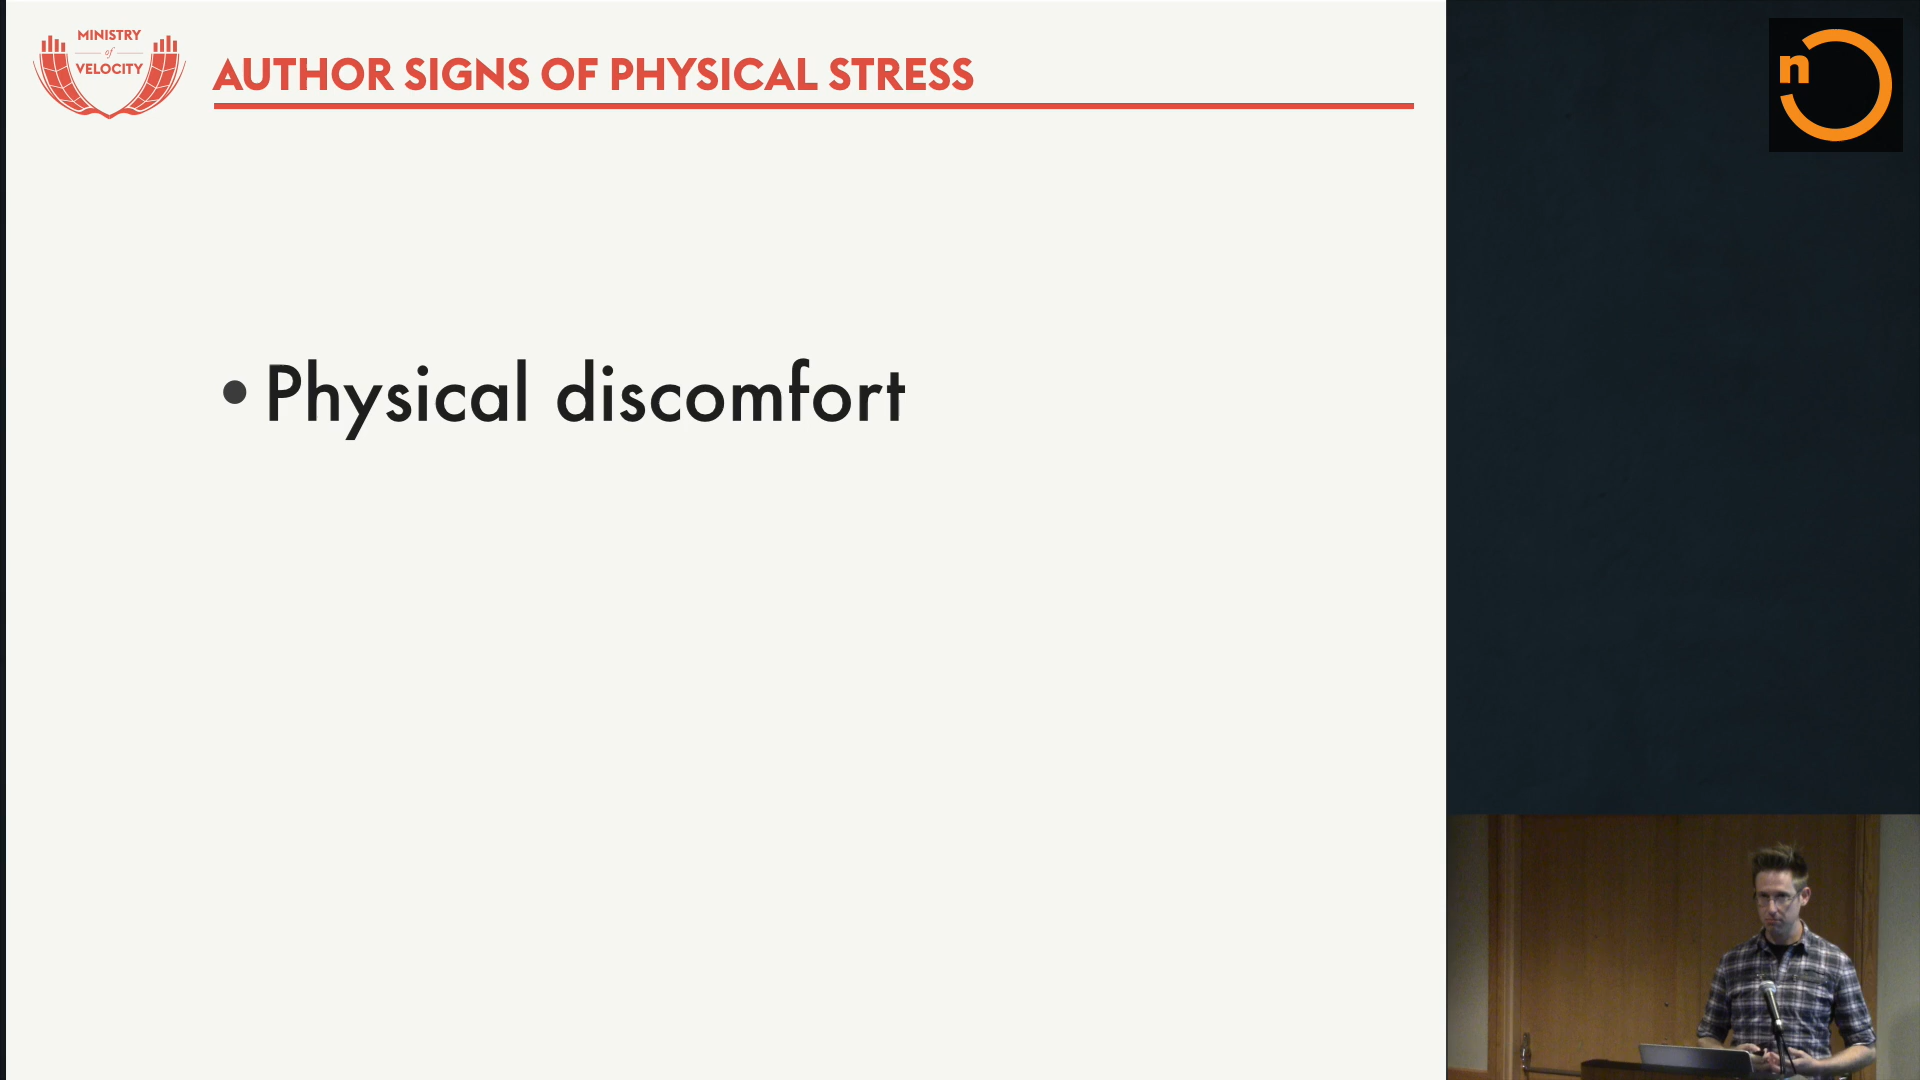 MINISTRY
of
VELOCITY
AUTHOR SIGNS OF PHYSICAL STRESS
• Physical discomfort
n